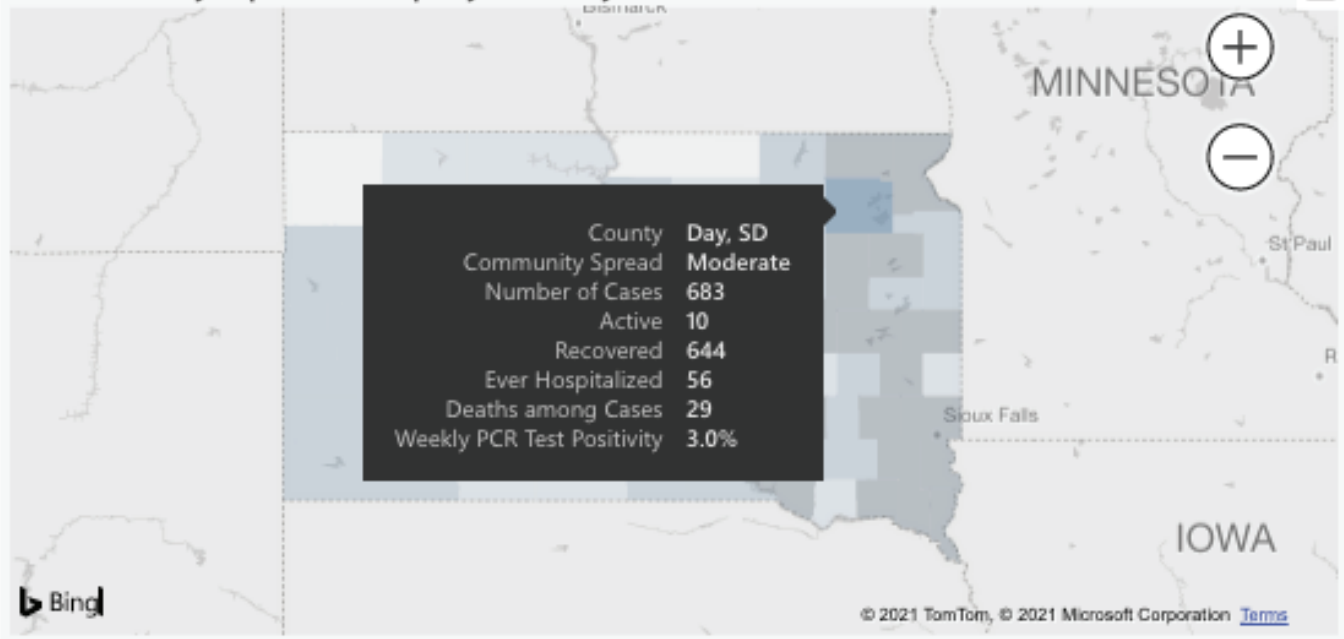 Bismarck
MINNESOTA
County Day, SD
Community Spread Moderate
Number of Cases 683
Active 10
Recovered 644
Ever Hospitalized 56
Deaths among Cases 29
Weekly PCR Test Positivity 3.0%
St Paul
R
Sioux Falls
IOWA
Bing
© 2021 TomTom, © 2021 Microsoft Corporation Terms